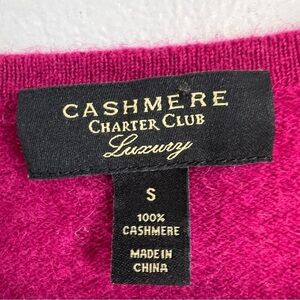 CASHMERE
CHARTER CLUB
Luxury
S
100%
CASHMERE
MADE IN
CHINA